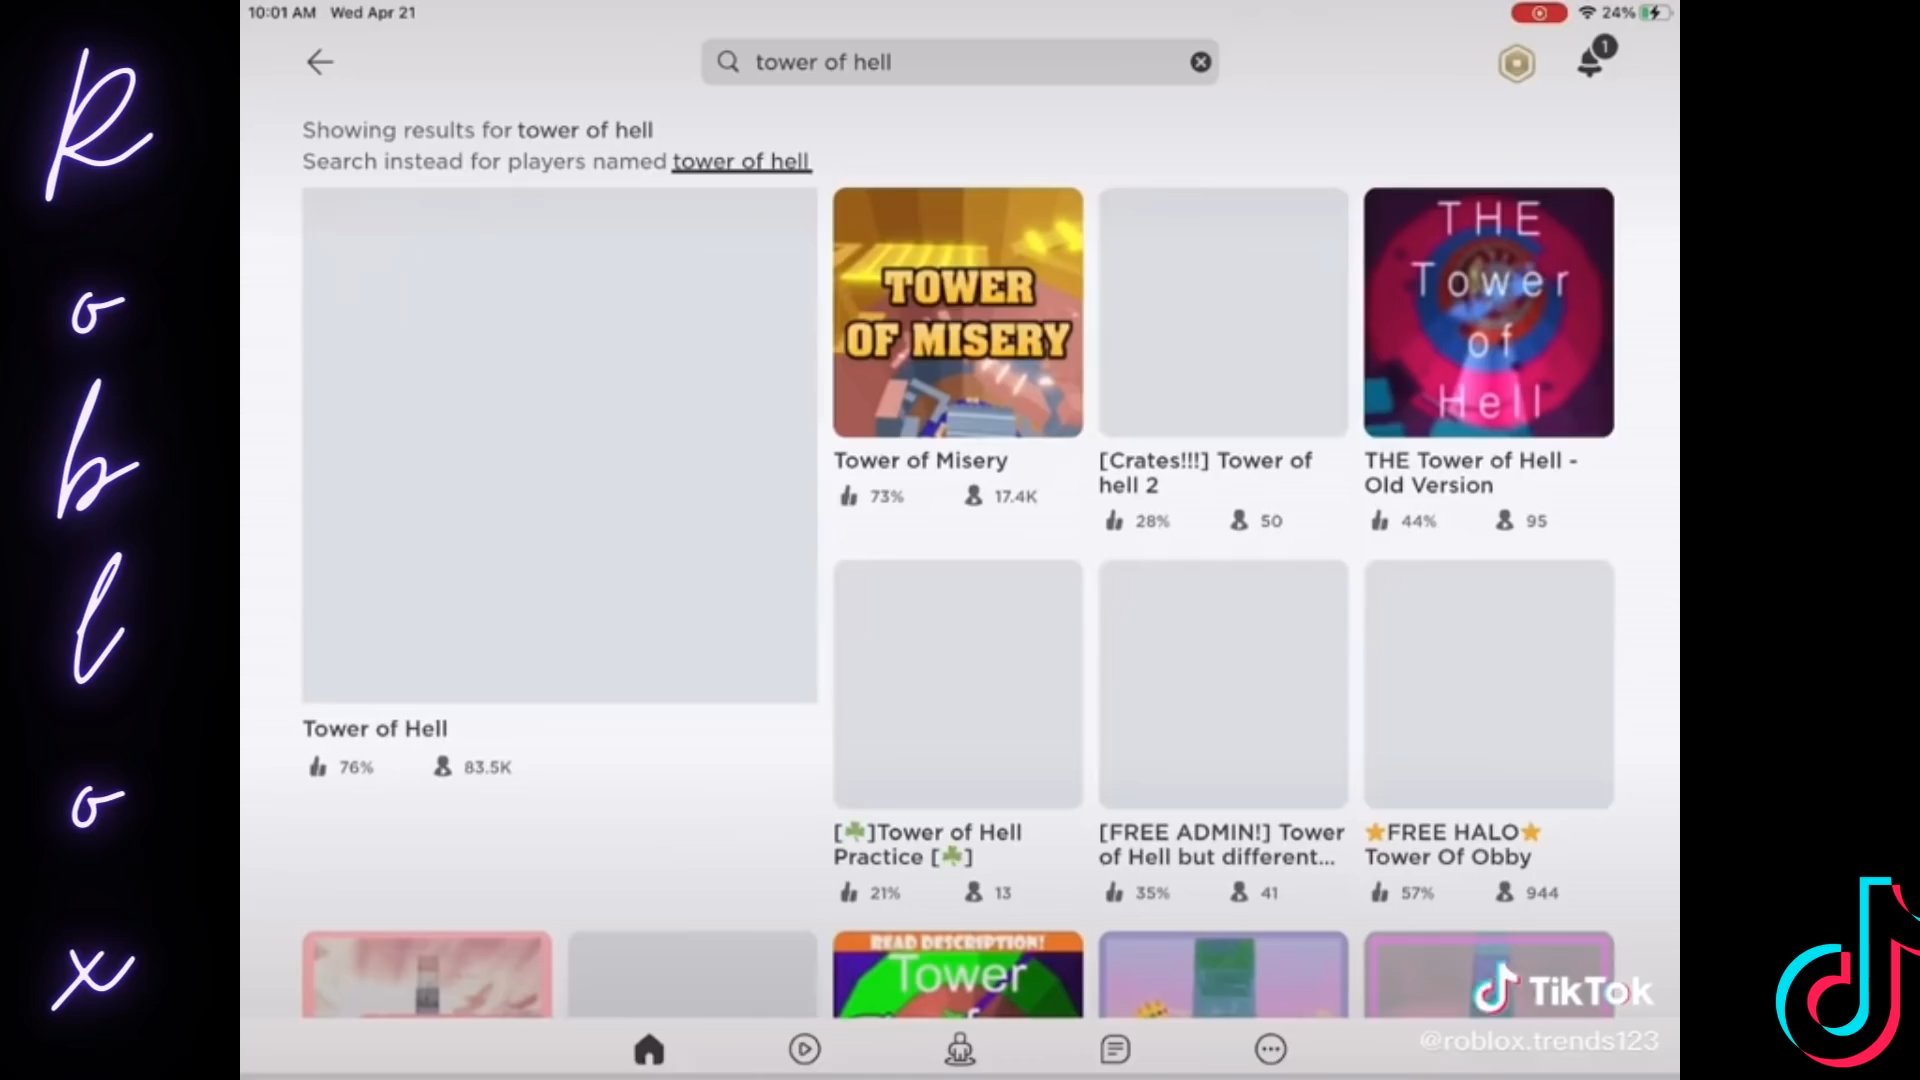 Roblox
10:01 AM Wed Apr 21
24%
tower of hell
1
Showing results for tower of hell
Search instead for players named tower of hell
TOWER
OF MISERY
THE
Tower
of
Hell
Tower of Misery
73% 17.4K
[Crates!!!] Tower of
hell 2
28% 50
THE Tower of Hell -
Old Version
44% 95
Tower of Hell
76% 83.5K
[☘]Tower of Hell
Practice [☘]
21% 13
[FREE ADMIN!] Tower
of Hell but different...
35% 41
⭐FREE HALO⭐
Tower Of Obby
57% 944
READ DESCRIPTION!
Tower
TikTok
@roblox.trends123